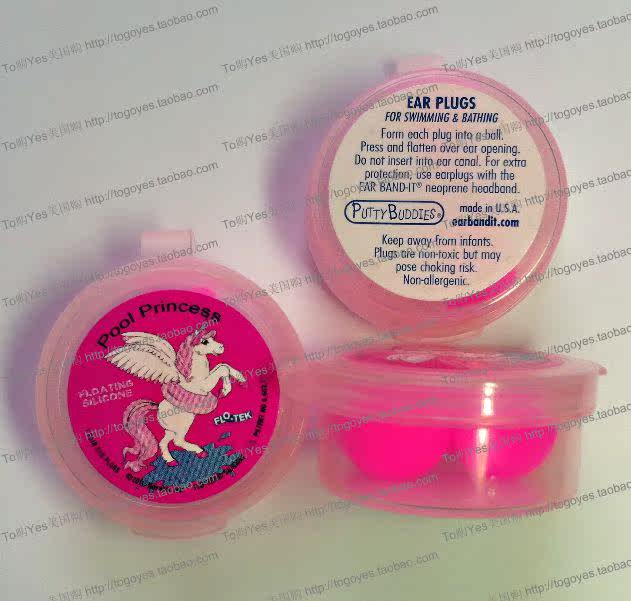 EAR PLUGS
FOR SWIMMING & BATHING
Form each plug into a ball.
Press and flatten over ear opening.
Do not insert into ear canal. For extra
protection, use earplugs with the
EAR BAND-IT® neoprene headband.
PUTTYBUDDIES®
made in U.S.A.
earbandit.com
Keep away from infants.
Plugs are non-toxic but may
pose choking risk.
Non-allergenic.
Pool Princess
FLOATING
SILICONE
FLO-TEK
To购Yes美国购 http://togoyes.taobao.com